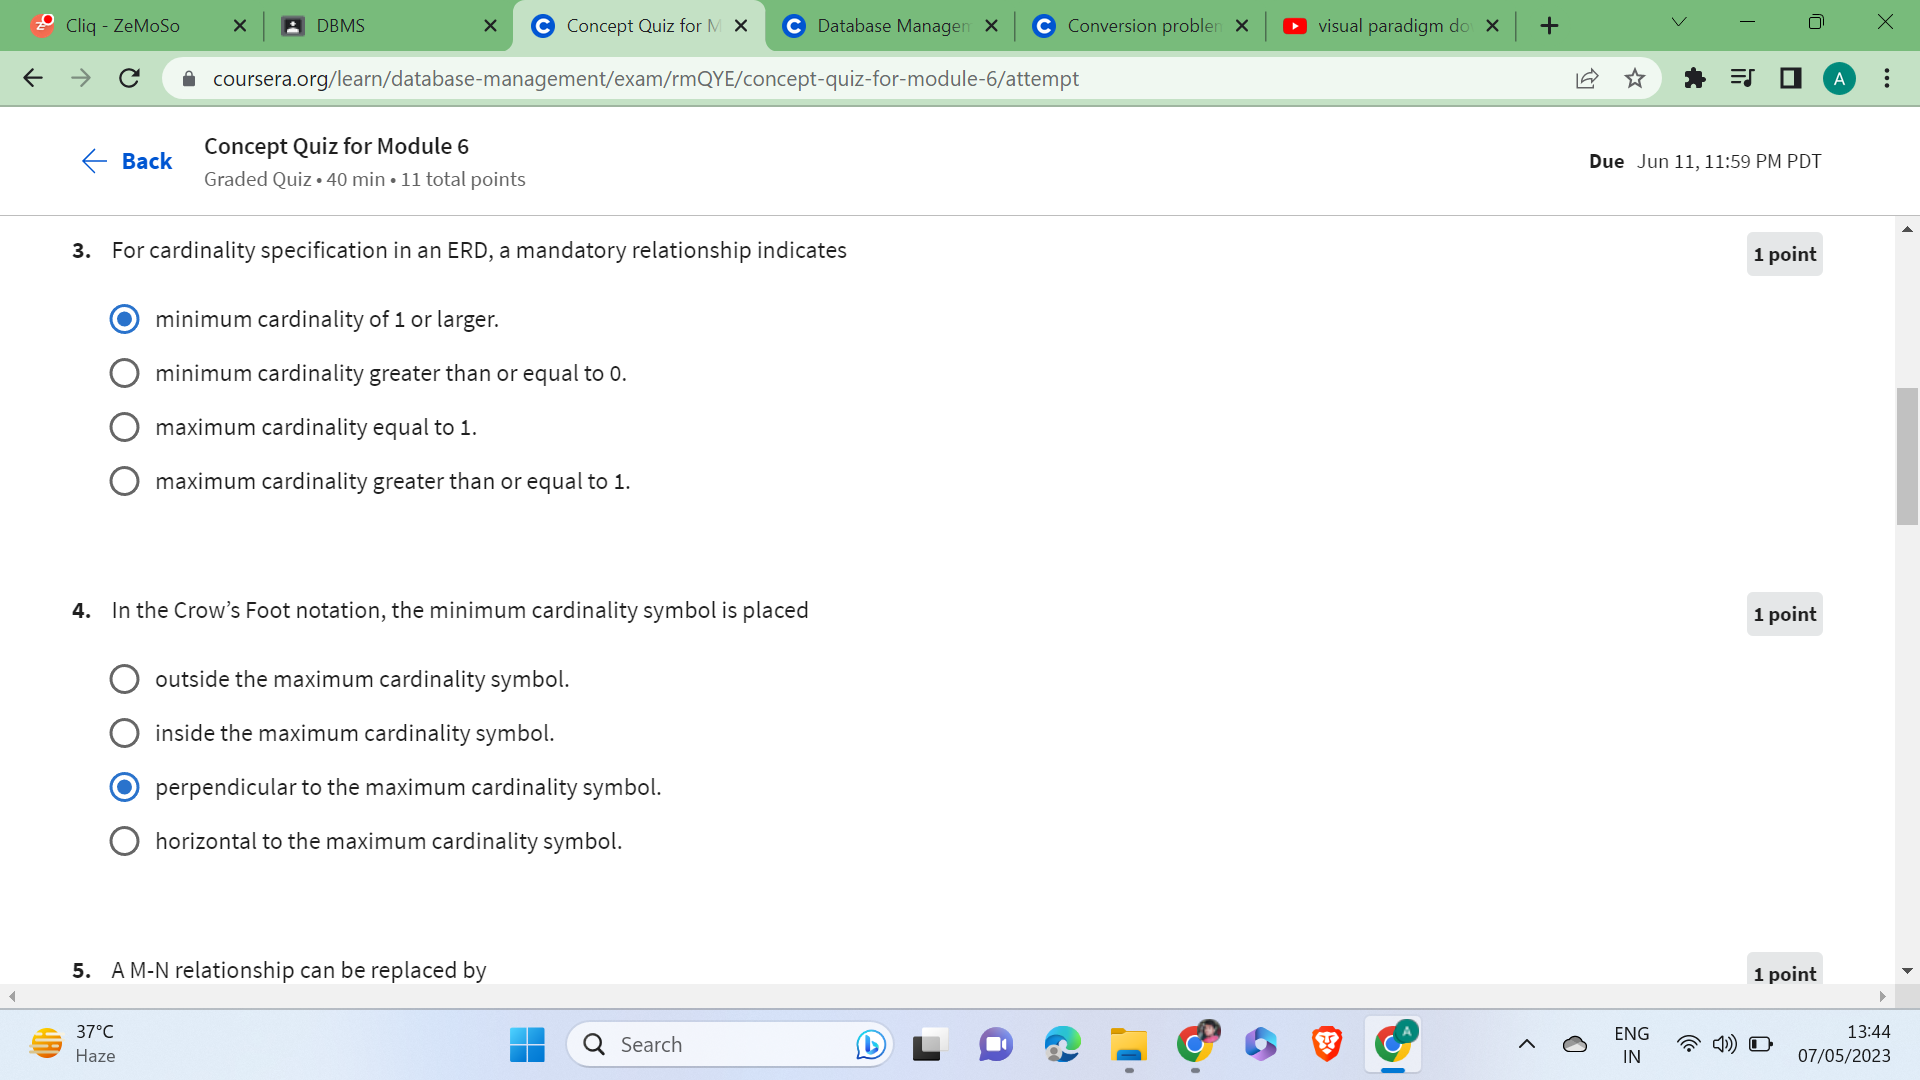 Cliq - ZeMoSo
DBMS
Concept Quiz for M
Database Managem
Conversion problem
visual paradigm do
coursera.org/learn/database-management/exam/rmQYE/concept-quiz-for-module-6/attempt
A
Back
Concept Quiz for Module 6
Graded Quiz • 40 min • 11 total points
Due Jun 11, 11:59 PM PDT
3. For cardinality specification in an ERD, a mandatory relationship indicates
1 point
minimum cardinality of 1 or larger.
minimum cardinality greater than or equal to 0.
maximum cardinality equal to 1.
maximum cardinality greater than or equal to 1.
4. In the Crow’s Foot notation, the minimum cardinality symbol is placed
1 point
outside the maximum cardinality symbol.
inside the maximum cardinality symbol.
perpendicular to the maximum cardinality symbol.
horizontal to the maximum cardinality symbol.
5. A M-N relationship can be replaced by
1 point
37°C
Haze
Search
A
ENG
IN
13:44
07/05/2023